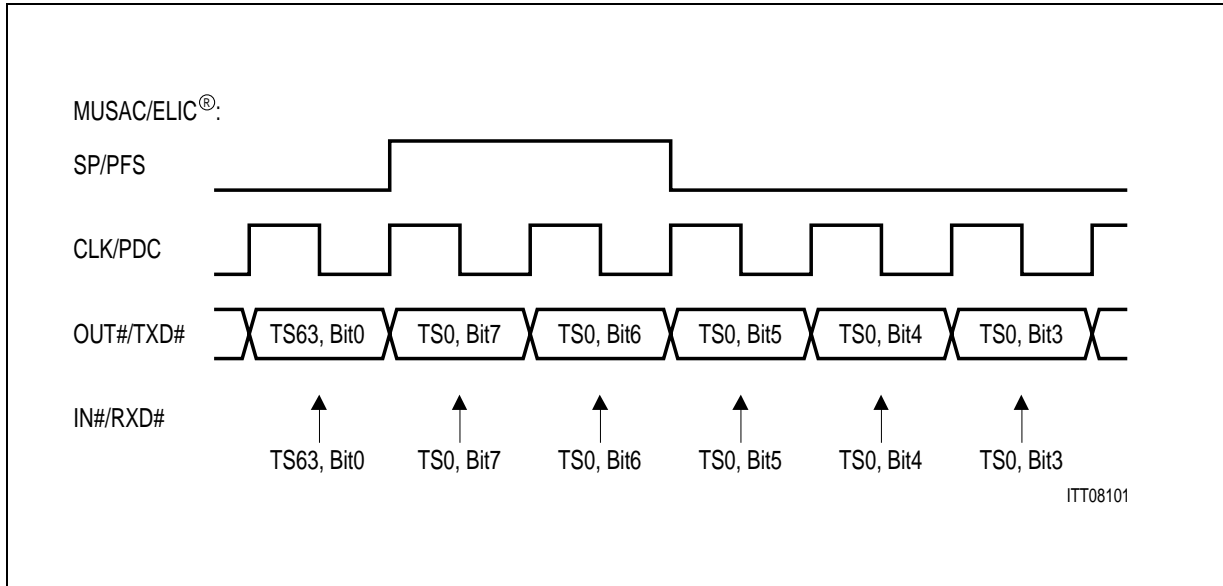 MUSAC/ELIC®:
SP/PFS
CLK/PDC
OUT#/TXD# TS63, Bit0 TS0, Bit7 TS0, Bit6 TS0, Bit5 TS0, Bit4 TS0, Bit3
IN#/RXD#
TS63, Bit0 TS0, Bit7 TS0, Bit6 TS0, Bit5 TS0, Bit4 TS0, Bit3
ITT08101